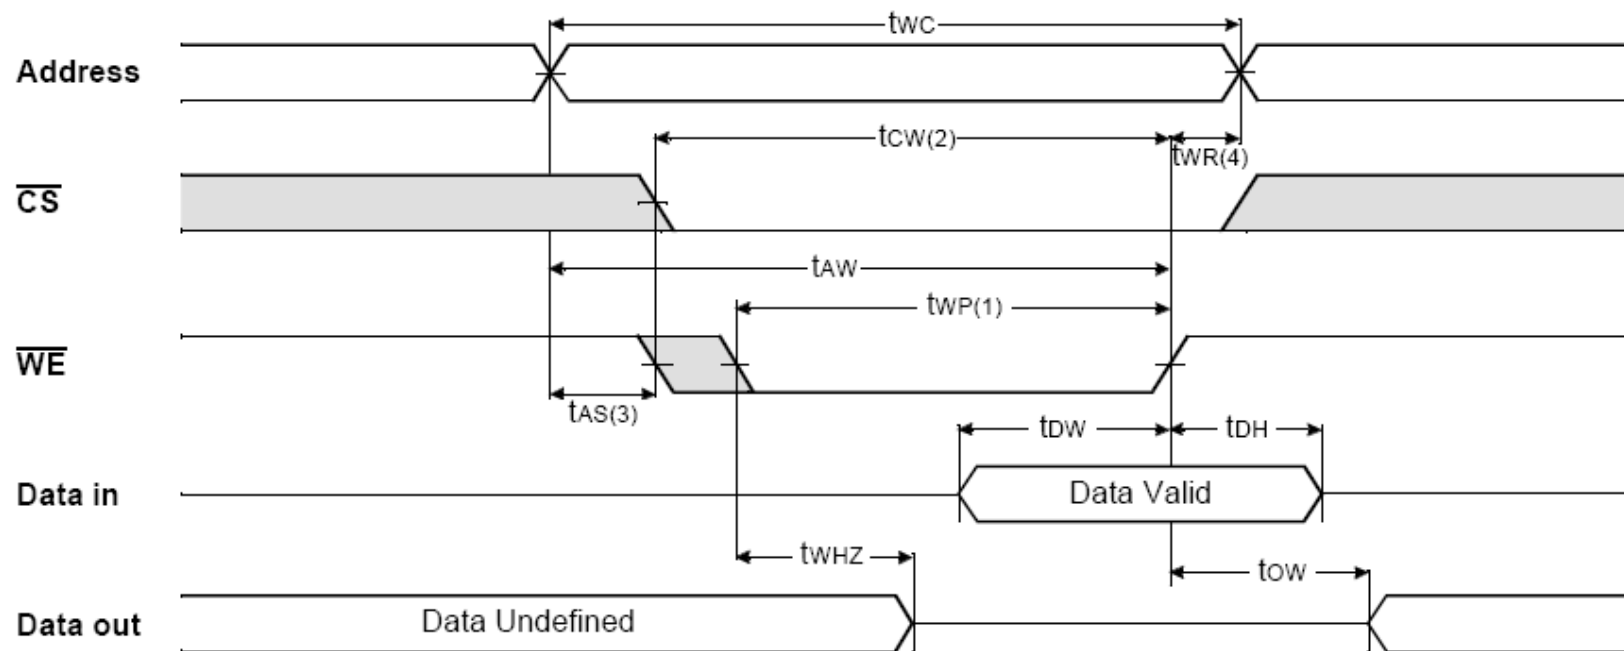 tWC
Address
tCW(2)
tWR(4)
CS
tAW
tWP(1)
WE
tAS(3)
tDW
tDH
Data in
Data Valid
tWHZ
tOW
Data out
Data Undefined